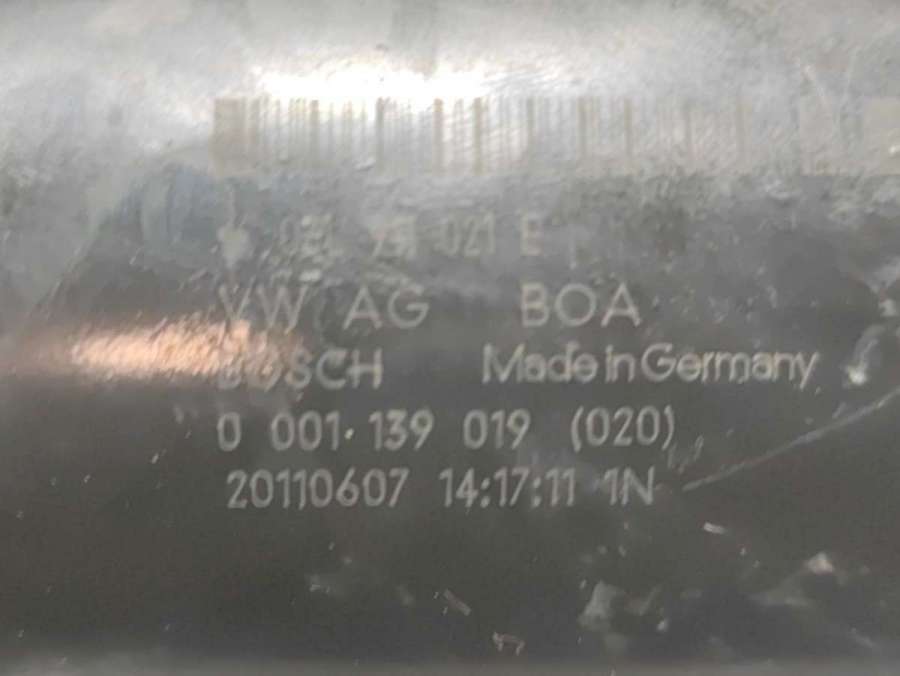 021 E
VW AG BOA
BOSCH Made in Germany
0 001 139 019 (020)
20110607 14:17:11 1N